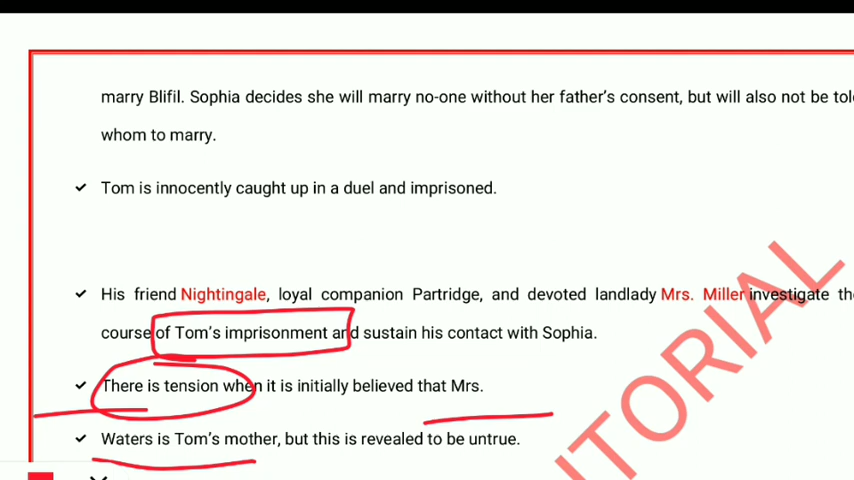 marry Blifil. Sophia decides she will marry no-one without her father's consent, but will also not be tol
whom to marry.
✓ Tom is innocently caught up in a duel and imprisoned.
✓ His friend Nightingale, loyal companion Partridge, and devoted landlady Mrs. Miller investigate the
course of Tom's imprisonment and sustain his contact with Sophia.
✓ There is tension when it is initially believed that Mrs.
✓ Waters is Tom's mother, but this is revealed to be untrue.
UTORIAL